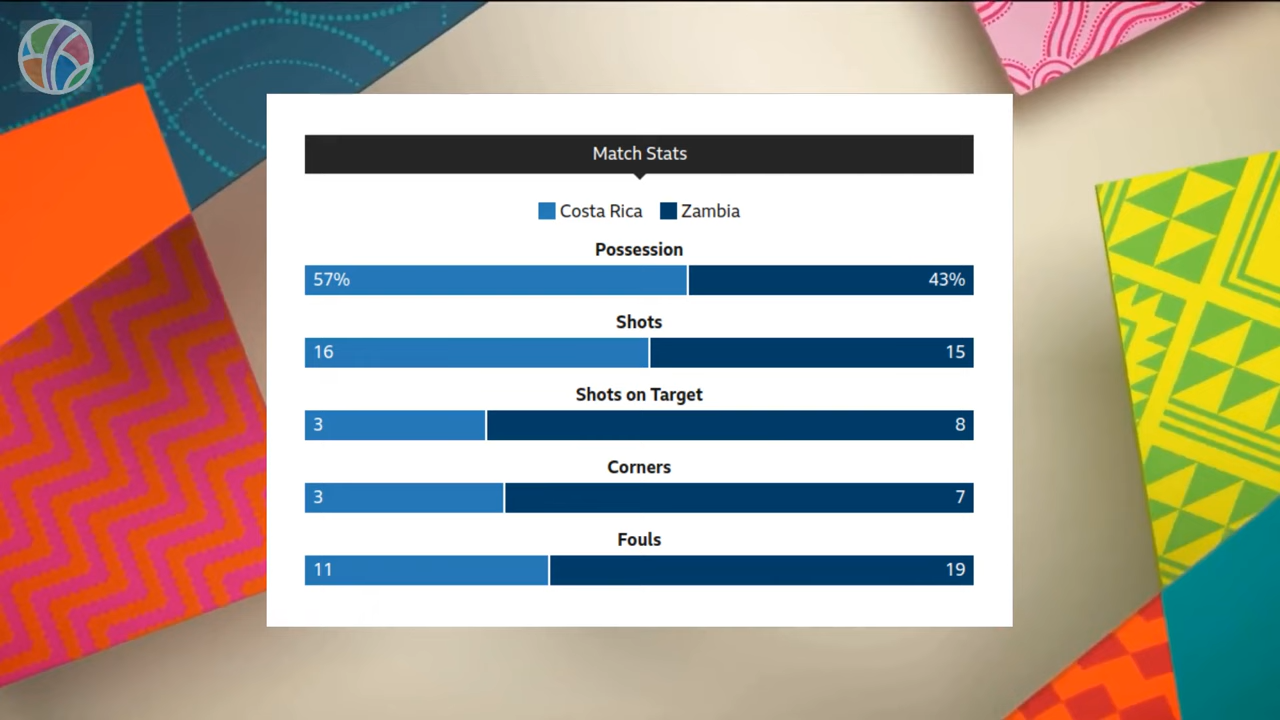 Match Stats
Costa Rica Zambia
Possession
57% 43%
Shots
16 15
Shots on Target
3 8
Corners
3 7
Fouls
11 19